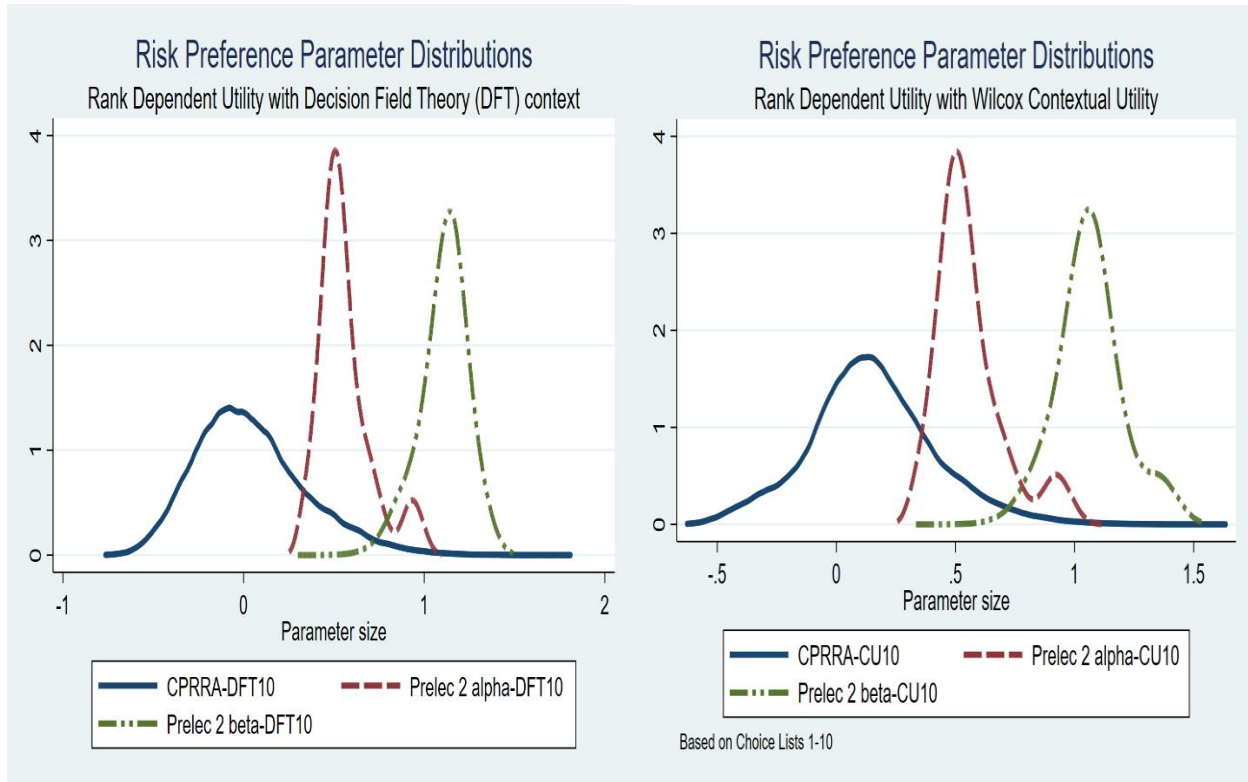 Risk Preference Parameter Distributions
Rank Dependent Utility with Decision Field Theory (DFT) context
4
3
2
1
0
-1
0
1
2
Parameter size
CPRRA-DFT10
Prelec 2 alpha-DFT10
Prelec 2 beta-DFT10
Risk Preference Parameter Distributions
Rank Dependent Utility with Wilcox Contextual Utility
4
3
2
1
0
-.5
0
.5
1
1.5
Parameter size
CPRRA-CU10
Prelec 2 alpha-CU10
Prelec 2 beta-CU10
Based on Choice Lists 1-10